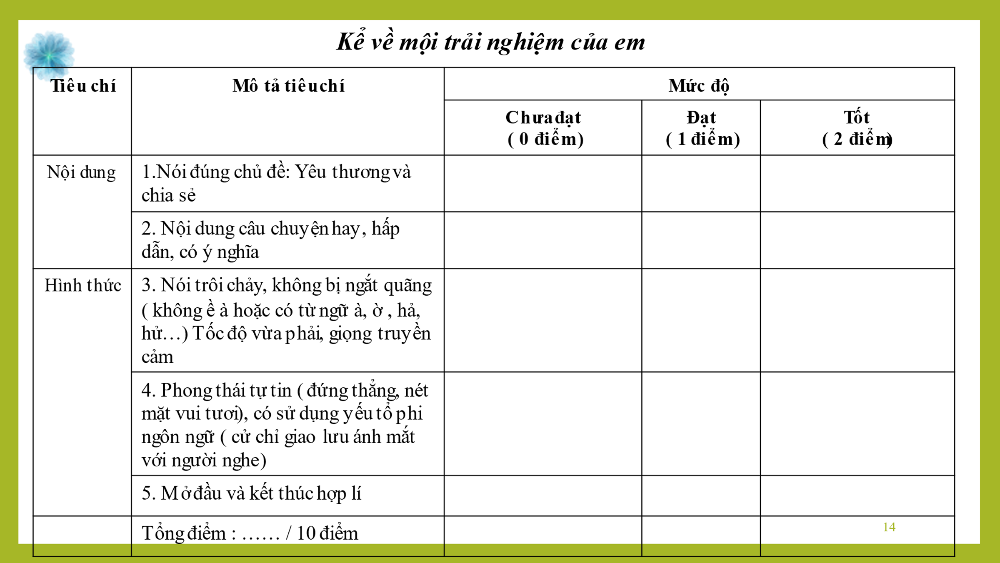 Kể về mội trải nghiệm của em
Tiêu chí
Mô tả tiêu chí
Mức độ
Chưa đạt
( 0 điểm)
Đạt
( 1 điểm)
Tốt
( 2 điểm)
Nội dung
1.Nói đúng chủ đề: Yêu thương và
chia sẻ
2. Nội dung câu chuyện hay, hấp
dẫn, có ý nghĩa
Hình thức
3. Nói trôi chảy, không bị ngắt quãng
( không ề à hoặc có từ ngữ à, ờ , hả,
hử…) Tốc độ vừa phải, giọng truyền
cảm
4. Phong thái tự tin ( đứng thẳng, nét
mặt vui tươi), có sử dụng yếu tổ phi
ngôn ngữ ( cử chỉ giao lưu ánh mắt
với người nghe)
5. Mở đầu và kết thúc hợp lí
Tổng điểm : …… / 10 điểm
14